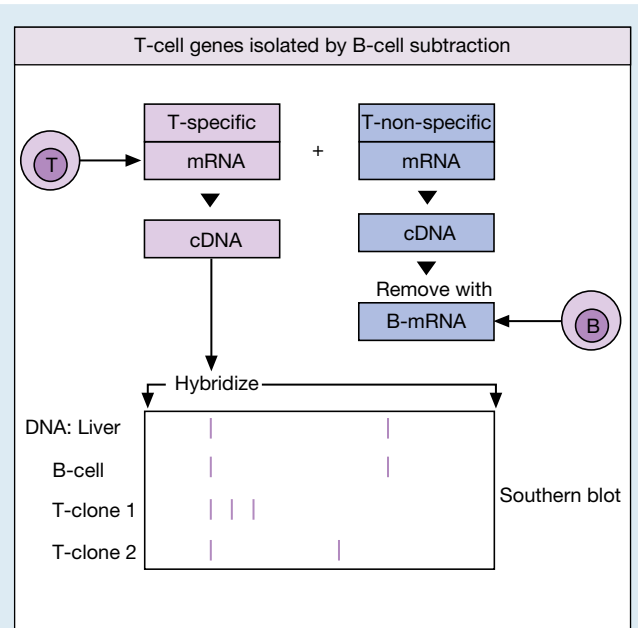 T-cell genes isolated by B-cell subtraction
T-specific
mRNA
T
+
T-non-specific
mRNA
cDNA
cDNA
Remove with
B-mRNA
B
Hybridize
DNA: Liver
B-cell
T-clone 1
T-clone 2
Southern blot